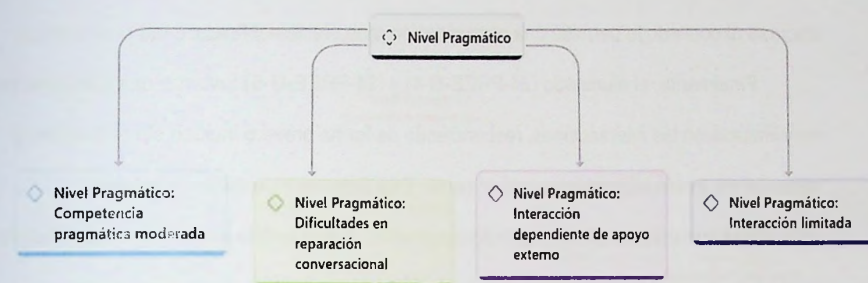 Nivel Pragmático
Nivel Pragmático:
Competencia
pragmática moderada
Nivel Pragmático:
Dificultades en
reparación
conversacional
Nivel Pragmático:
Interacción
dependiente de apoyo
externo
Nivel Pragmático:
Interacción limitada